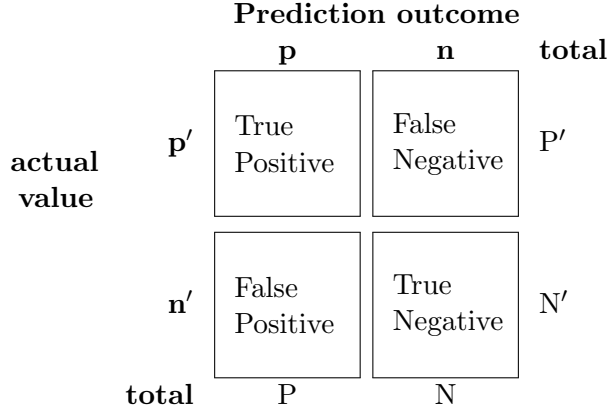 Prediction outcome
p n total
actual
value
p′ True
Positive False
Negative P′
n′ False
Positive True
Negative N′
total P N